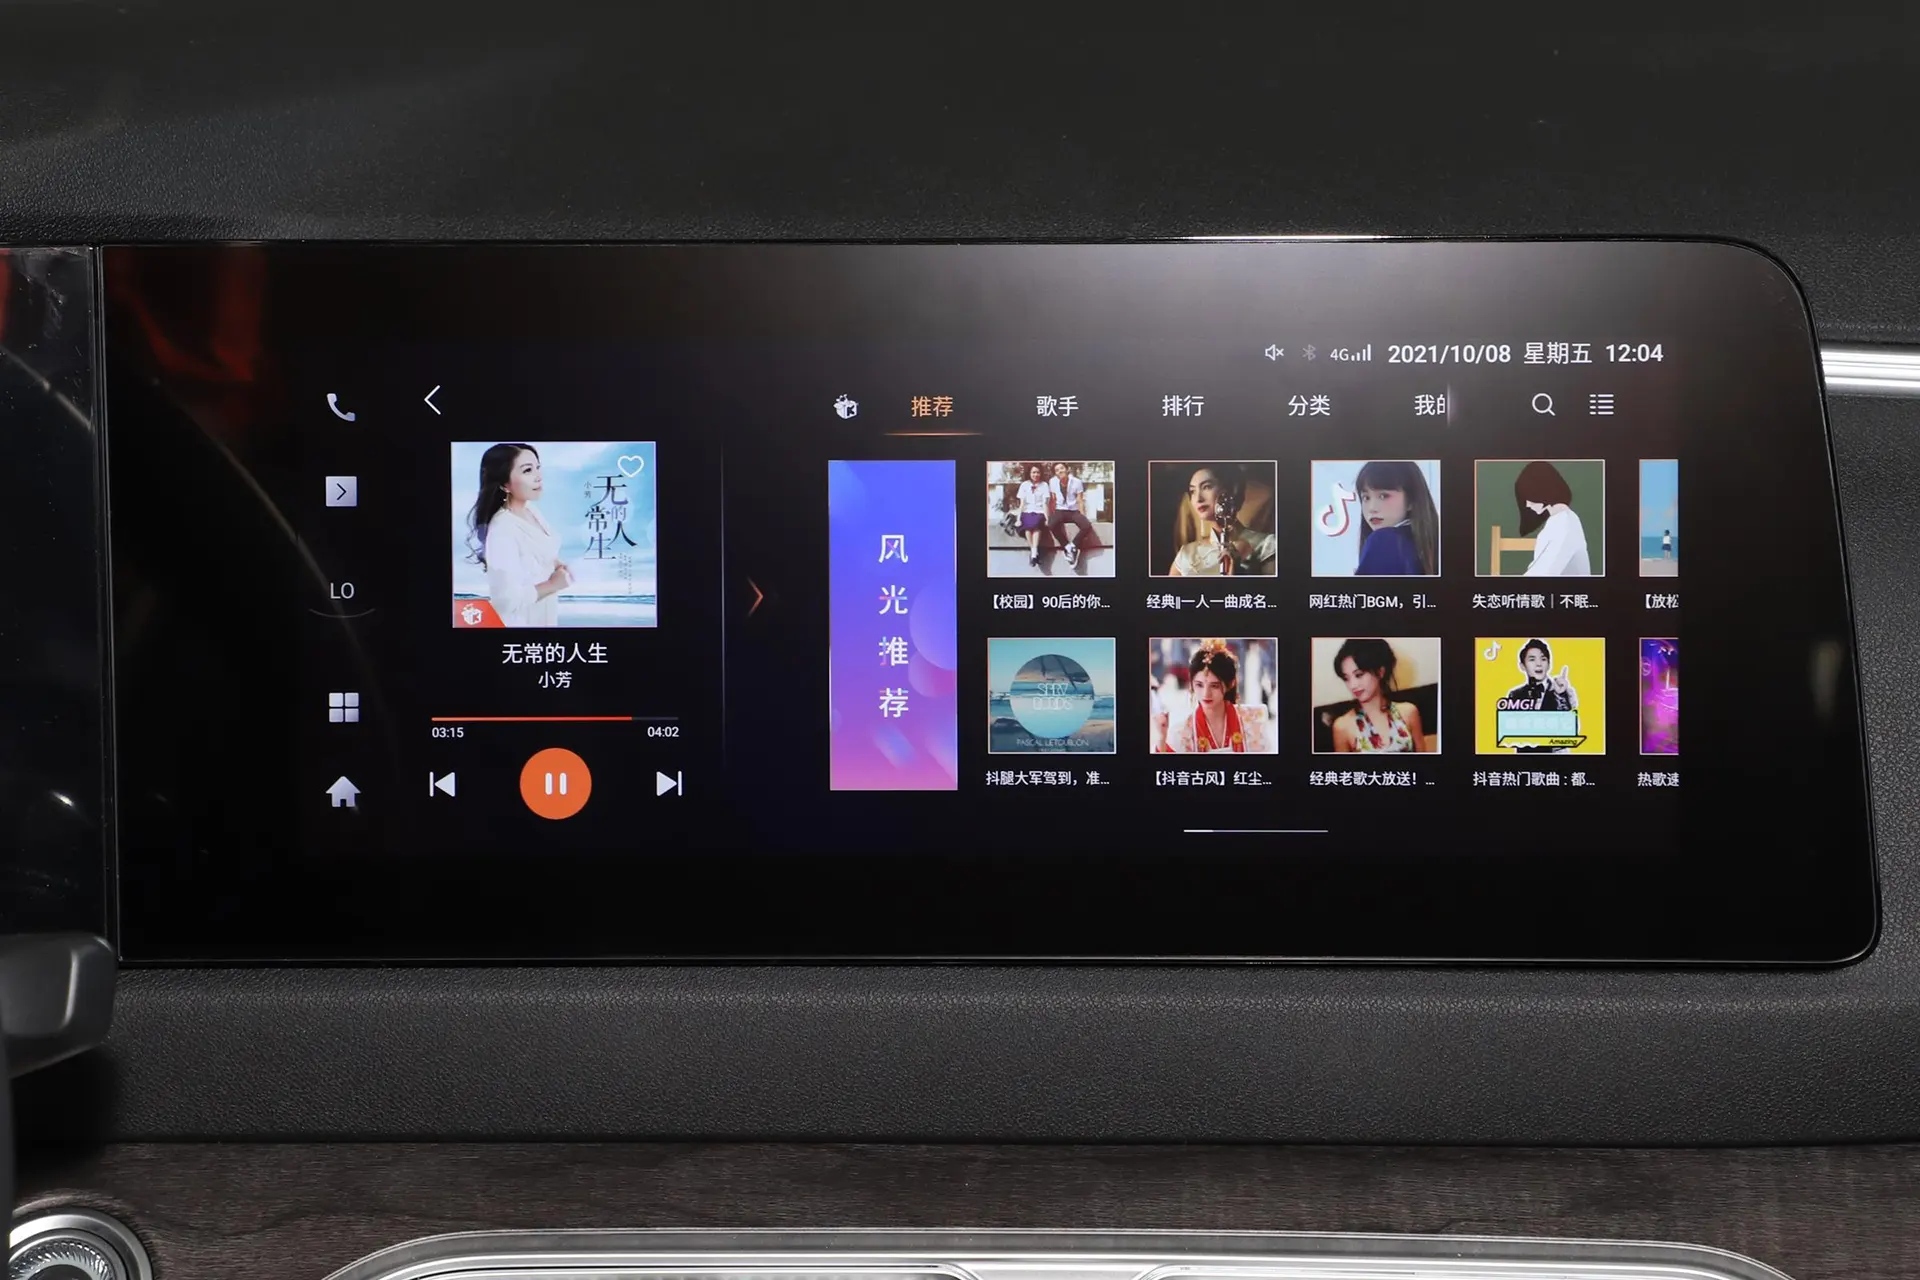 4G 2021/10/08 星期五 12:04
推荐 歌手 排行 分类 我的
LO
小芳
无常的人生
无常的人生
小芳
03:15 04:02
风光推荐
【校园】90后的你...
经典‖一人一曲成名...
网红热门BGM，引...
失恋听情歌｜不眠...
【放松
PASCAL LETOUBLON
OMG!
Amazing
抖腿大军驾到，准...
【抖音古风】红尘...
经典老歌大放送！...
抖音热门歌曲：都...
热歌速